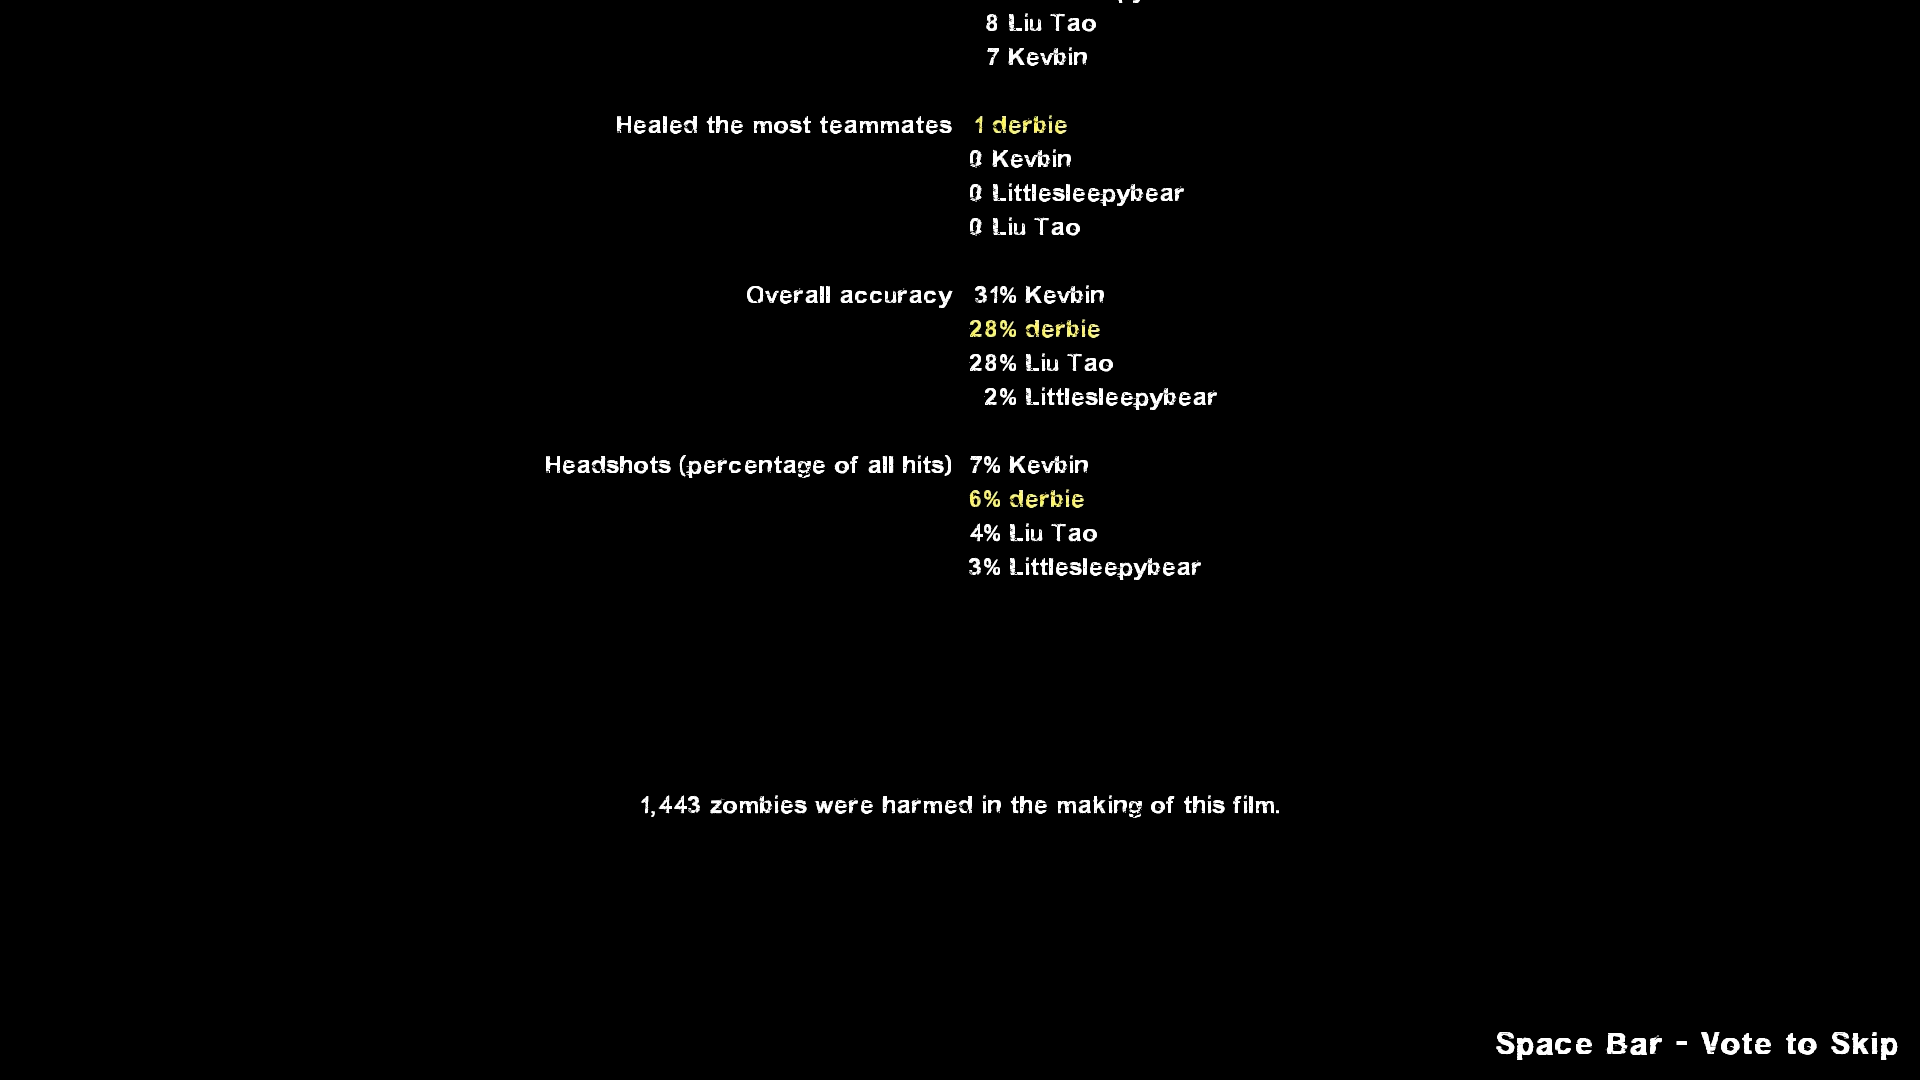 8 Liu Tao
7 Kevbin
Healed the most teammates 1 derbie
0 Kevbin
0 Littlesleepybear
0 Liu Tao
Overall accuracy 31% Kevbin
28% derbie
28% Liu Tao
2% Littlesleepybear
Headshots (percentage of all hits) 7% Kevbin
6% derbie
4% Liu Tao
3% Littlesleepybear
1,443 zombies were harmed in the making of this film.
Space Bar - Vote to Skip